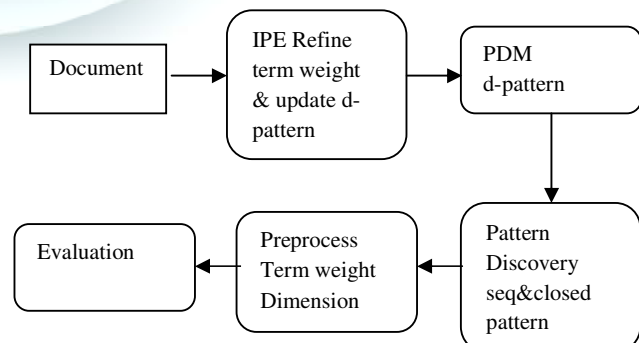 Document
IPE Refine
term weight
& update d-
pattern
PDM
d-pattern
Pattern
Discovery
seq&closed
pattern
Preprocess
Term weight
Dimension
Evaluation